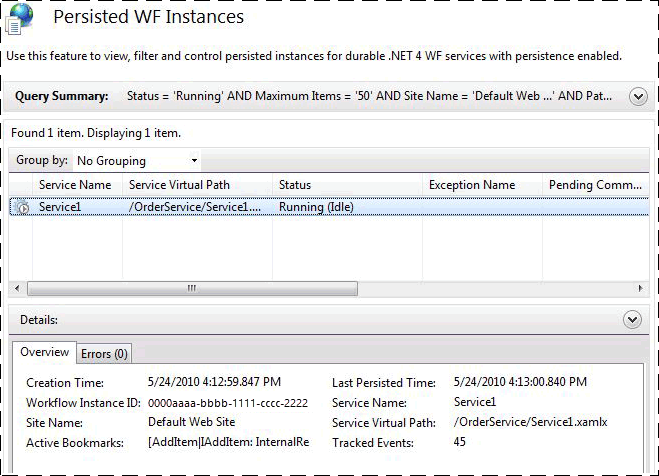 Persisted WF Instances
Use this feature to view, filter and control persisted instances for durable .NET 4 WF services with persistence enabled.
Query Summary: Status = 'Running' AND Maximum Items = '50' AND Site Name = 'Default Web ...' AND Pat...
Found 1 item. Displaying 1 item.
Group by: No Grouping
Service Name Service Virtual Path Status Exception Name Pending Comm...
Service1 /OrderService/Service1.... Running (Idle)
Details:
Overview Errors (0)
Creation Time: 5/24/2010 4:12:59.847 PM Last Persisted Time: 5/24/2010 4:13:00.840 PM
Workflow Instance ID: 0000aaaa-bbbb-1111-cccc-2222 Service Name: Service1
Site Name: Default Web Site Service Virtual Path: /OrderService/Service1.xamlx
Active Bookmarks: [AddItem|IAddItem: InternalRe Tracked Events: 45